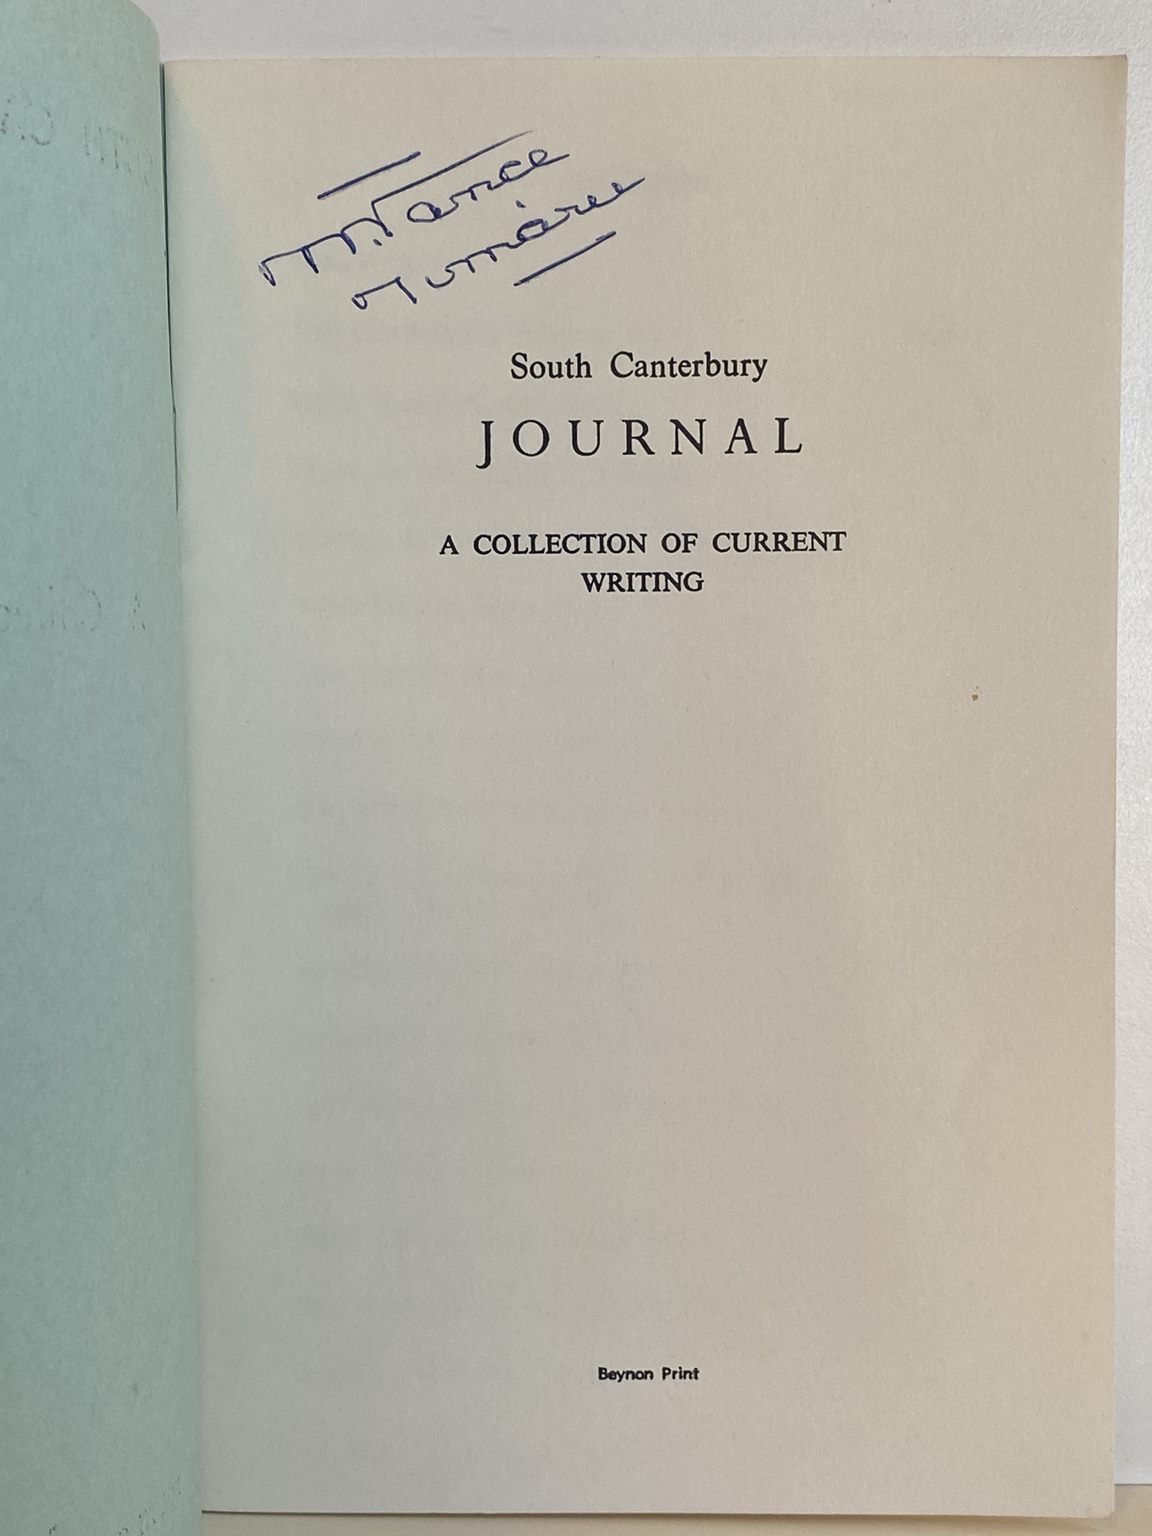 South Canterbury
JOURNAL
A COLLECTION OF CURRENT
WRITING
Beynon Print